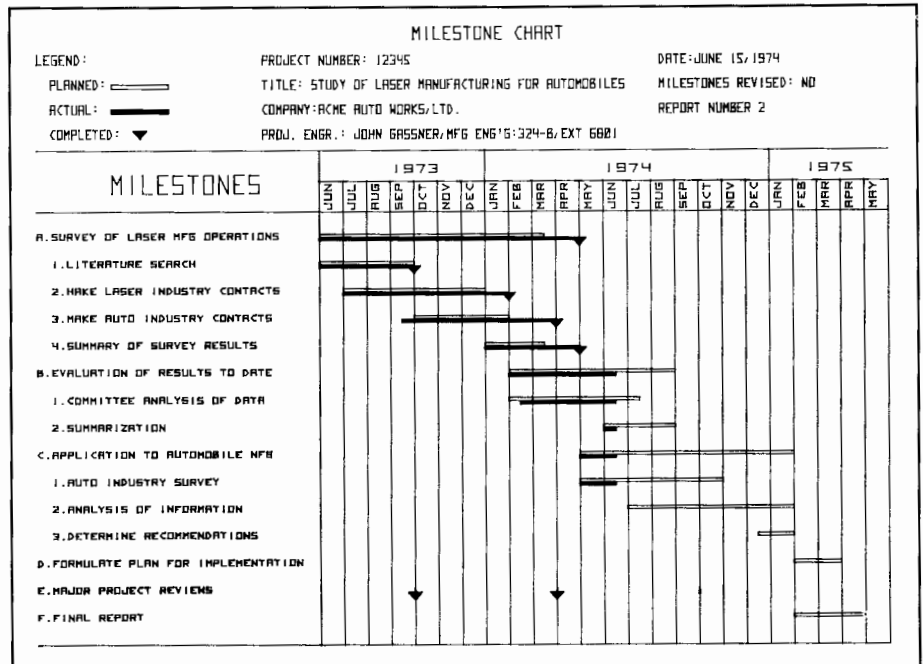 MILESTONE CHART
LEGEND:
PLANNED:
ACTUAL:
COMPLETED:
PROJECT NUMBER: 12345
TITLE: STUDY OF LASER MANUFACTURING FOR AUTOMOBILES
COMPANY:ACME AUTO WORKS,LTD.
PROJ. ENGR.: JOHN GASSNER,MFG ENG'G:324-B,EXT 6801
DATE:JUNE 15,1974
MILESTONES REVISED: NO
REPORT NUMBER 2
MILESTONES
1973 1974 1975
JUN JUL AUG SEP OCT NOV DEC JAN FEB MAR APR MAY JUN JUL AUG SEP OCT NOV DEC JAN FEB MAR APR MAY
A.SURVEY OF LASER MFG OPERATIONS
1.LITERATURE SEARCH
2.MAKE LASER INDUSTRY CONTACTS
3.MAKE AUTO INDUSTRY CONTACTS
4.SUMMARY OF SURVEY RESULTS
B.EVALUATION OF RESULTS TO DATE
1.COMMITTEE ANALYSIS OF DATA
2.SUMMARIZATION
C.APPLICATION TO AUTOMOBILE MFG
1.AUTO INDUSTRY SURVEY
2.ANALYSIS OF INFORMATION
3.DETERMINE RECOMMENDATIONS
D.FORMULATE PLAN FOR IMPLEMENTATION
E.MAJOR PROJECT REVIEWS
F.FINAL REPORT